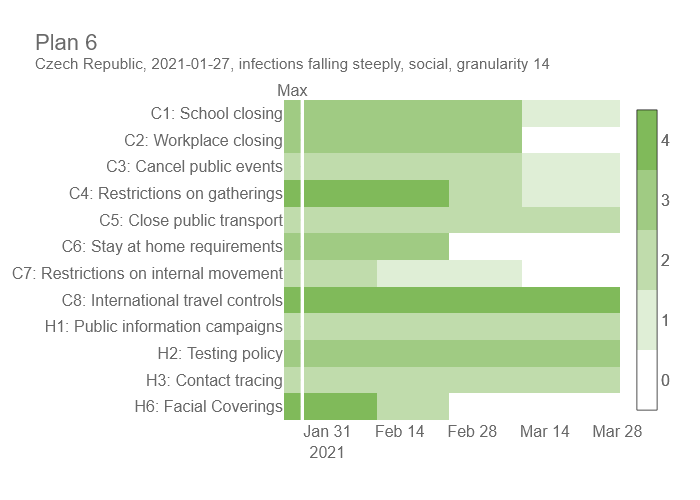 Plan 6
Czech Republic, 2021-01-27, infections falling steeply, social, granularity 14
Max
C1: School closing
C2: Workplace closing
C3: Cancel public events
C4: Restrictions on gatherings
C5: Close public transport
C6: Stay at home requirements
C7: Restrictions on internal movement
C8: International travel controls
H1: Public information campaigns
H2: Testing policy
H3: Contact tracing
H6: Facial Coverings
4
3
2
1
0
Jan 31 Feb 14 Feb 28 Mar 14 Mar 28
2021